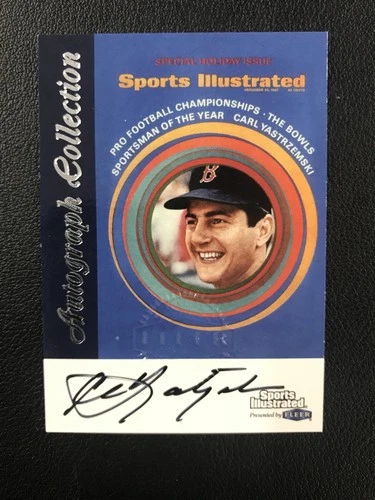 Autograph Collection
SPECIAL HOLIDAY ISSUE
Sports Illustrated
PRO FOOTBALL CHAMPIONSHIPS · THE BOWLS
SPORTSMAN OF THE YEAR CARL YASTRZEMSKI
B
FLEER
Sports
Illustrated
Presented by FLEER